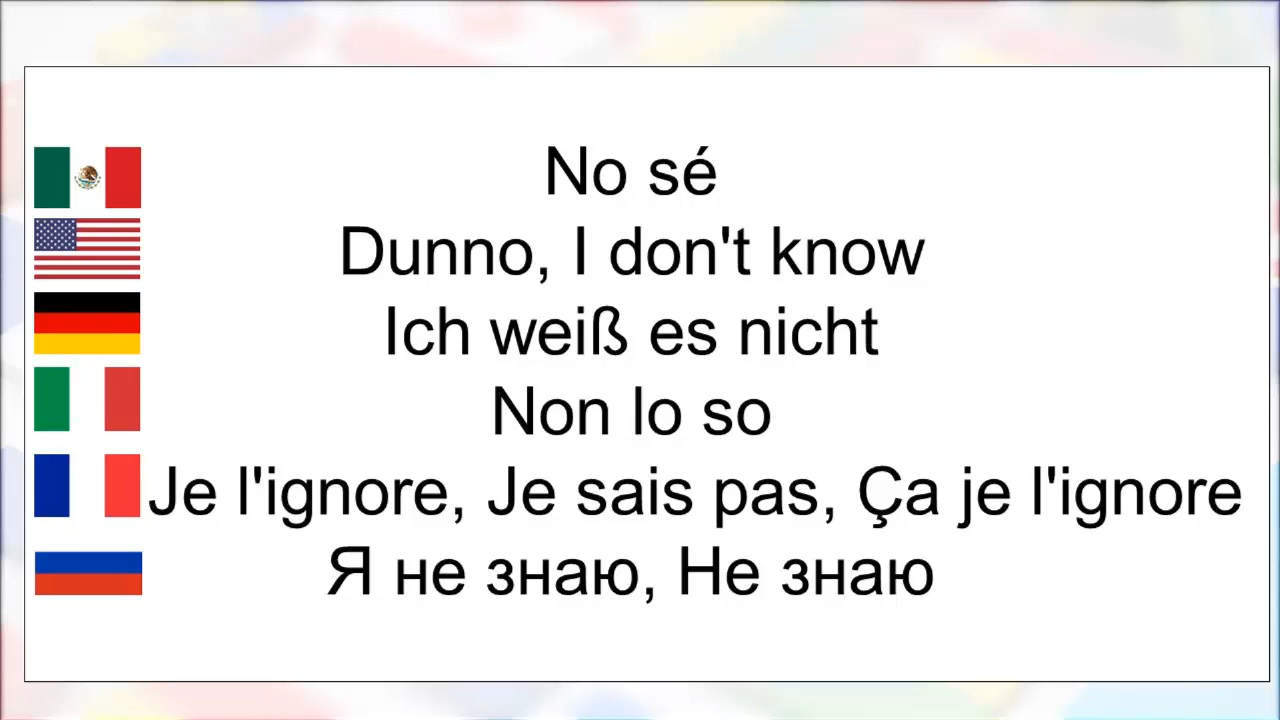 No sé
Dunno, I don't know
Ich weiß es nicht
Non lo so
Je l'ignore, Je sais pas, Ça je l'ignore
Я не знаю, Не знаю